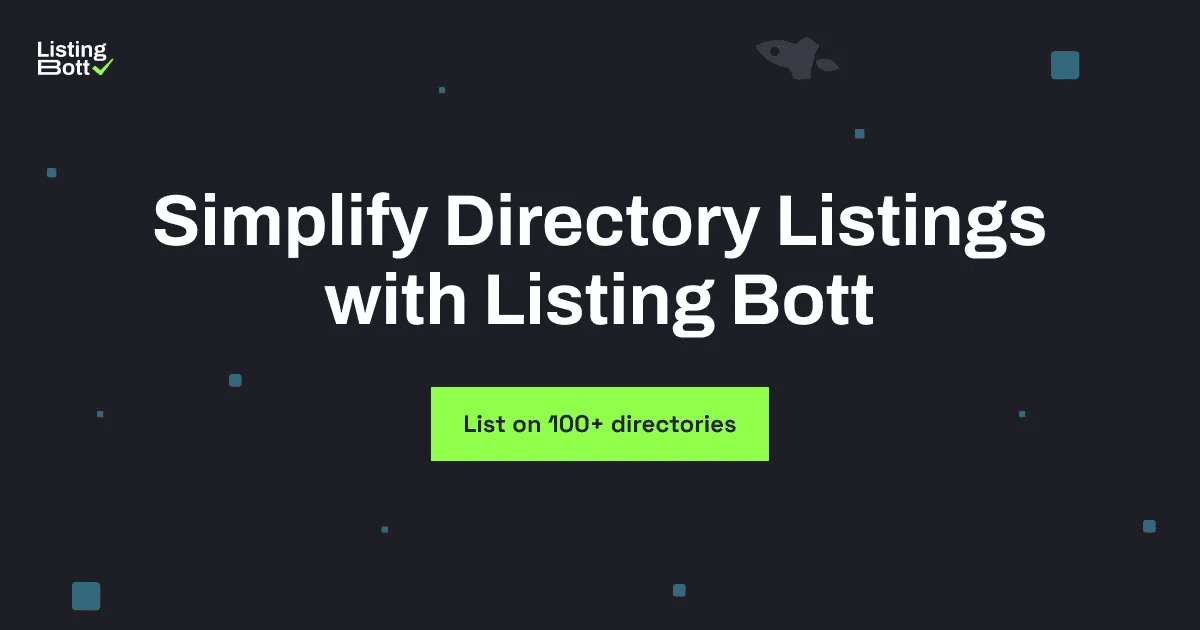 Listing
Bott
Simplify Directory Listings
with Listing Bott
List on 100+ directories